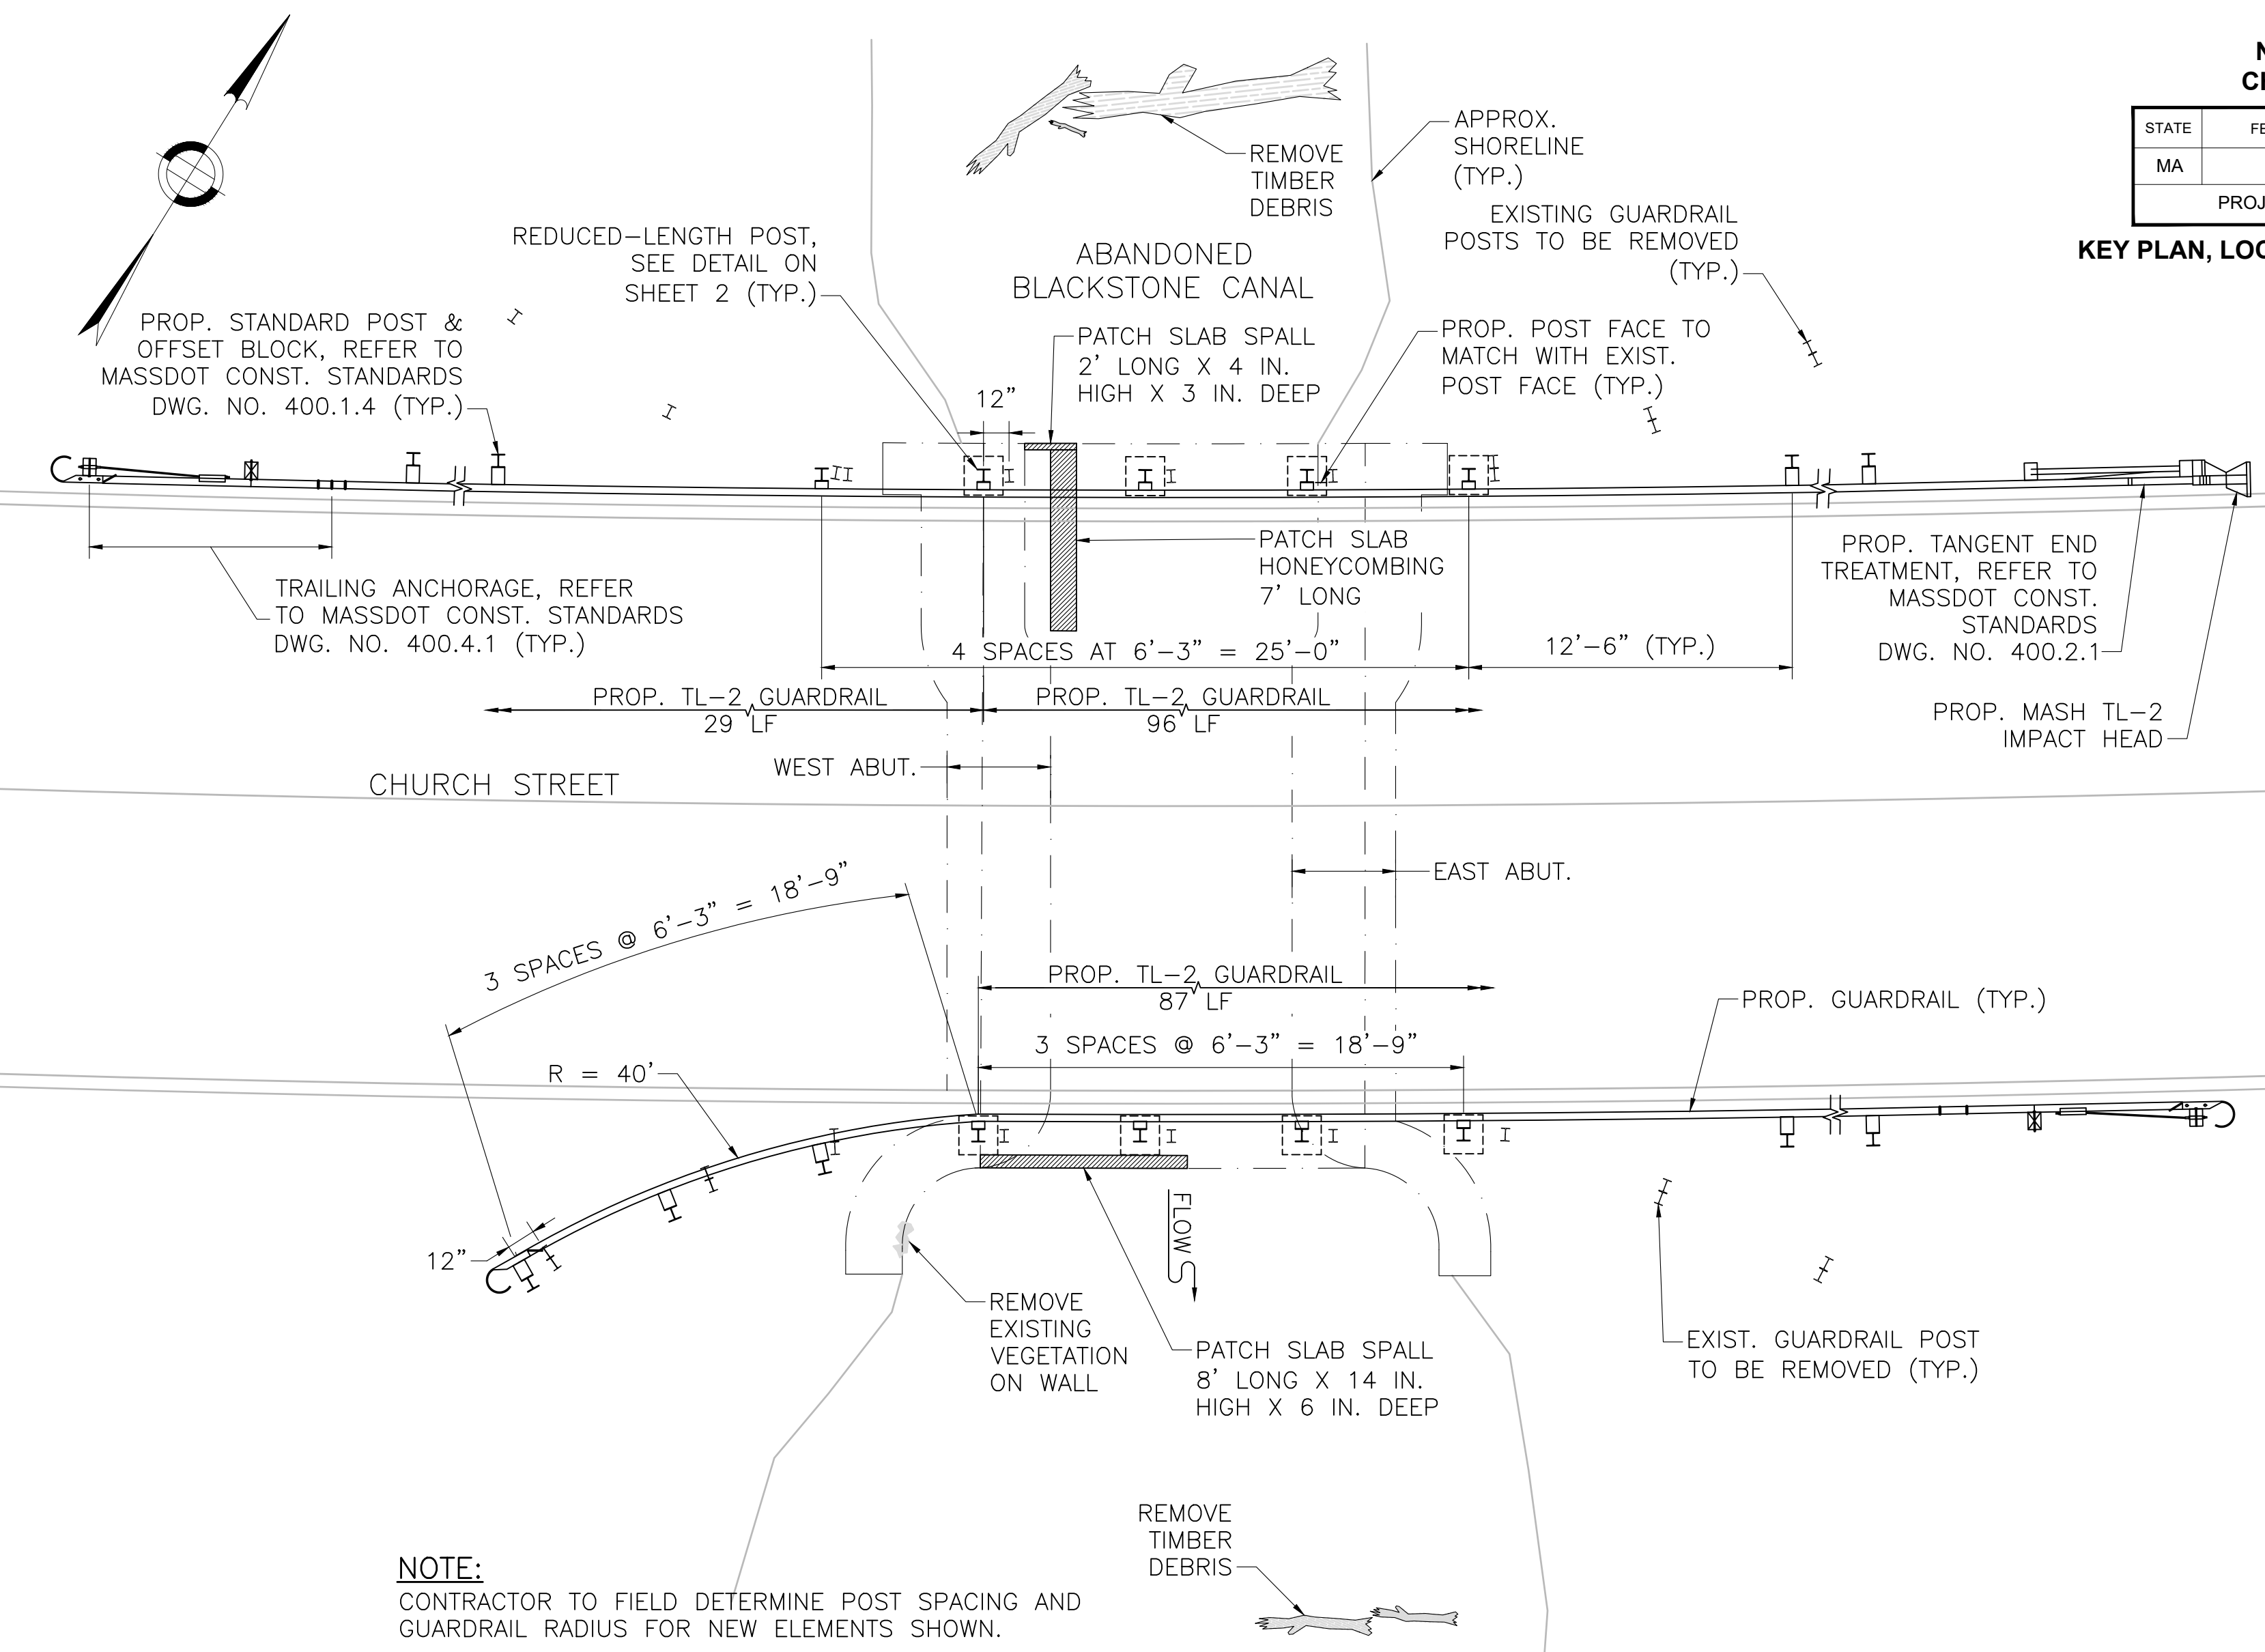 N
CH
STATE
FE
MA
PROJ
KEY PLAN, LOC
REMOVE
TIMBER
DEBRIS
APPROX.
SHORELINE
(TYP.)
EXISTING GUARDRAIL
POSTS TO BE REMOVED
(TYP.)
REDUCED-LENGTH POST,
SEE DETAIL ON
SHEET 2 (TYP.)
ABANDONED
BLACKSTONE CANAL
PROP. STANDARD POST &
OFFSET BLOCK, REFER TO
MASSDOT CONST. STANDARDS
DWG. NO. 400.1.4 (TYP.)
12"
PATCH SLAB SPALL
2' LONG X 4 IN.
HIGH X 3 IN. DEEP
PROP. POST FACE TO
MATCH WITH EXIST.
POST FACE (TYP.)
TRAILING ANCHORAGE, REFER
TO MASSDOT CONST. STANDARDS
DWG. NO. 400.4.1 (TYP.)
PATCH SLAB
HONEYCOMBING
7' LONG
PROP. TANGENT END
TREATMENT, REFER TO
MASSDOT CONST.
STANDARDS
DWG. NO. 400.2.1
4 SPACES AT 6'-3" = 25'-0"
12'-6" (TYP.)
PROP. TL-2 GUARDRAIL
29 LF
PROP. TL-2 GUARDRAIL
96 LF
PROP. MASH TL-2
IMPACT HEAD
WEST ABUT.
CHURCH STREET
EAST ABUT.
3 SPACES @ 6'-3" = 18'-9"
PROP. TL-2 GUARDRAIL
87 LF
PROP. GUARDRAIL (TYP.)
3 SPACES @ 6'-3" = 18'-9"
R = 40'
12"
FLOW
REMOVE
EXISTING
VEGETATION
ON WALL
PATCH SLAB SPALL
8' LONG X 14 IN.
HIGH X 6 IN. DEEP
EXIST. GUARDRAIL POST
TO BE REMOVED (TYP.)
REMOVE
TIMBER
DEBRIS
NOTE:
CONTRACTOR TO FIELD DETERMINE POST SPACING AND
GUARDRAIL RADIUS FOR NEW ELEMENTS SHOWN.